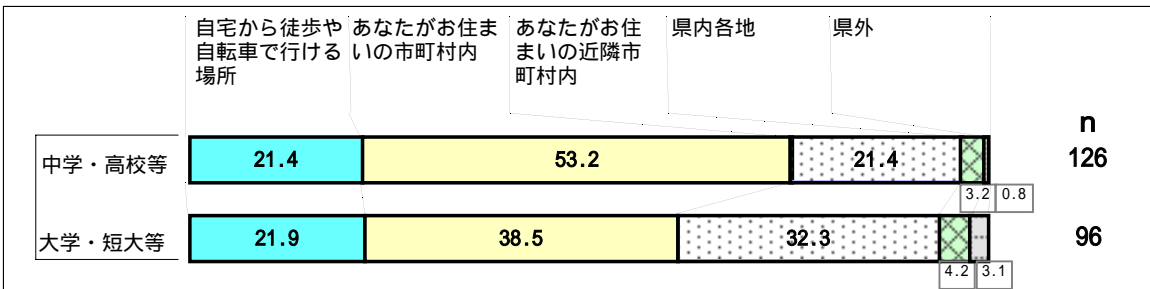 自宅から徒歩や
自転車で行ける
場所
あなたがお住ま
いの市町村内
あなたがお住
まいの近隣市
町村内
県内各地
県外
n
中学・高校等
21.4
53.2
21.4
3.2
0.8
126
大学・短大等
21.9
38.5
32.3
4.2
3.1
96